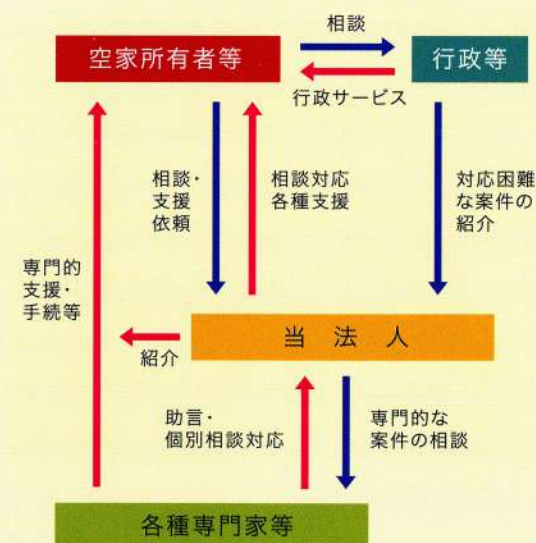 相談
空家所有者等
行政等
行政サービス
相談・
支援
依頼
相談対応
各種支援
対応困難
な案件の
紹介
専門的
支援・
手続等
当法人
紹介
助言・
個別相談対応
専門的な
案件の相談
各種専門家等